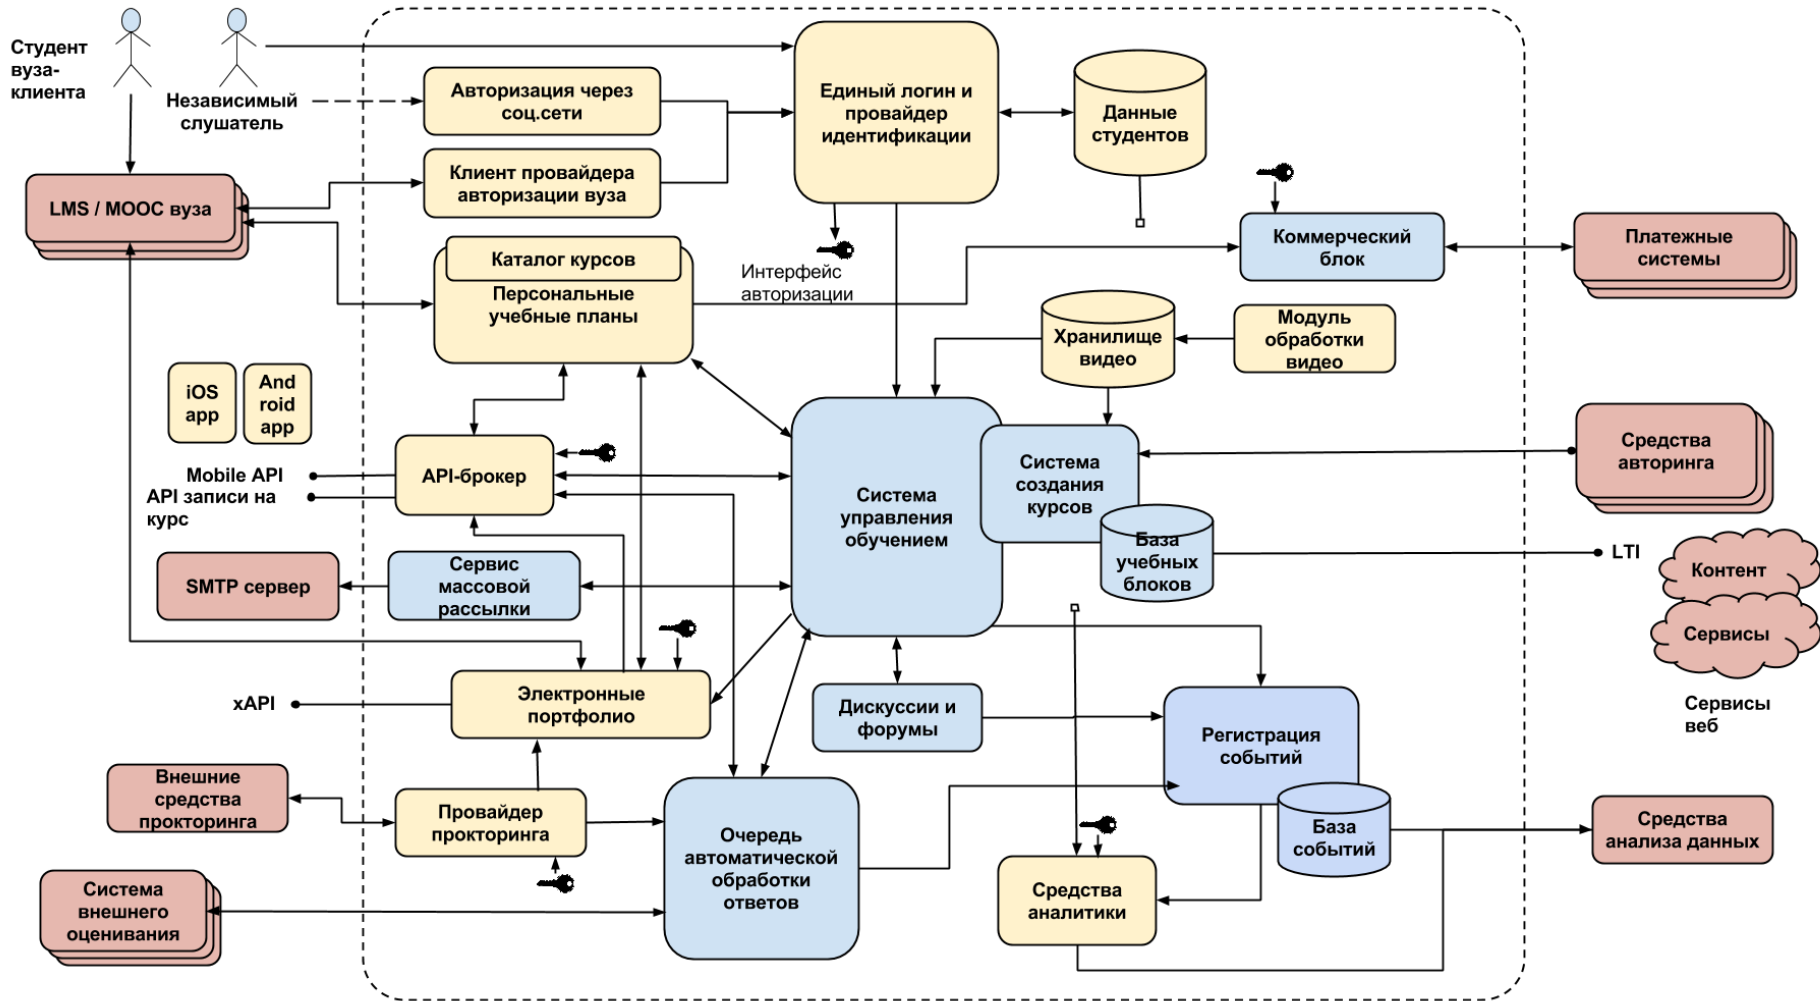 Студент
вуза-
клиента
Независимый
слушатель
Авторизация через
соц.сети
Единый логин и
провайдер
идентификации
Данные
студентов
Клиент провайдера
авторизации вуза
LMS / MOOC вуза
Коммерческий
блок
Платежные
системы
Каталог курсов
Персональные
учебные планы
Интерфейс
авторизации
Хранилище
видео
Модуль
обработки
видео
iOS
app
And
roid
app
Средства
авторинга
Mobile API
API записи на
курс
API-брокер
Система
управления
обучением
Система
создания
курсов
База
учебных
блоков
LTI
Контент
Сервисы
Сервисы
веб
SMTP сервер
Сервис
массовой
рассылки
xAPI
Электронные
портфолио
Дискуссии и
форумы
Регистрация
событий
База
событий
Внешние
средства
прокторинга
Провайдер
прокторинга
Очередь
автоматической
обработки
ответов
Средства
анализа данных
Система
внешнего
оценивания
Средства
аналитики